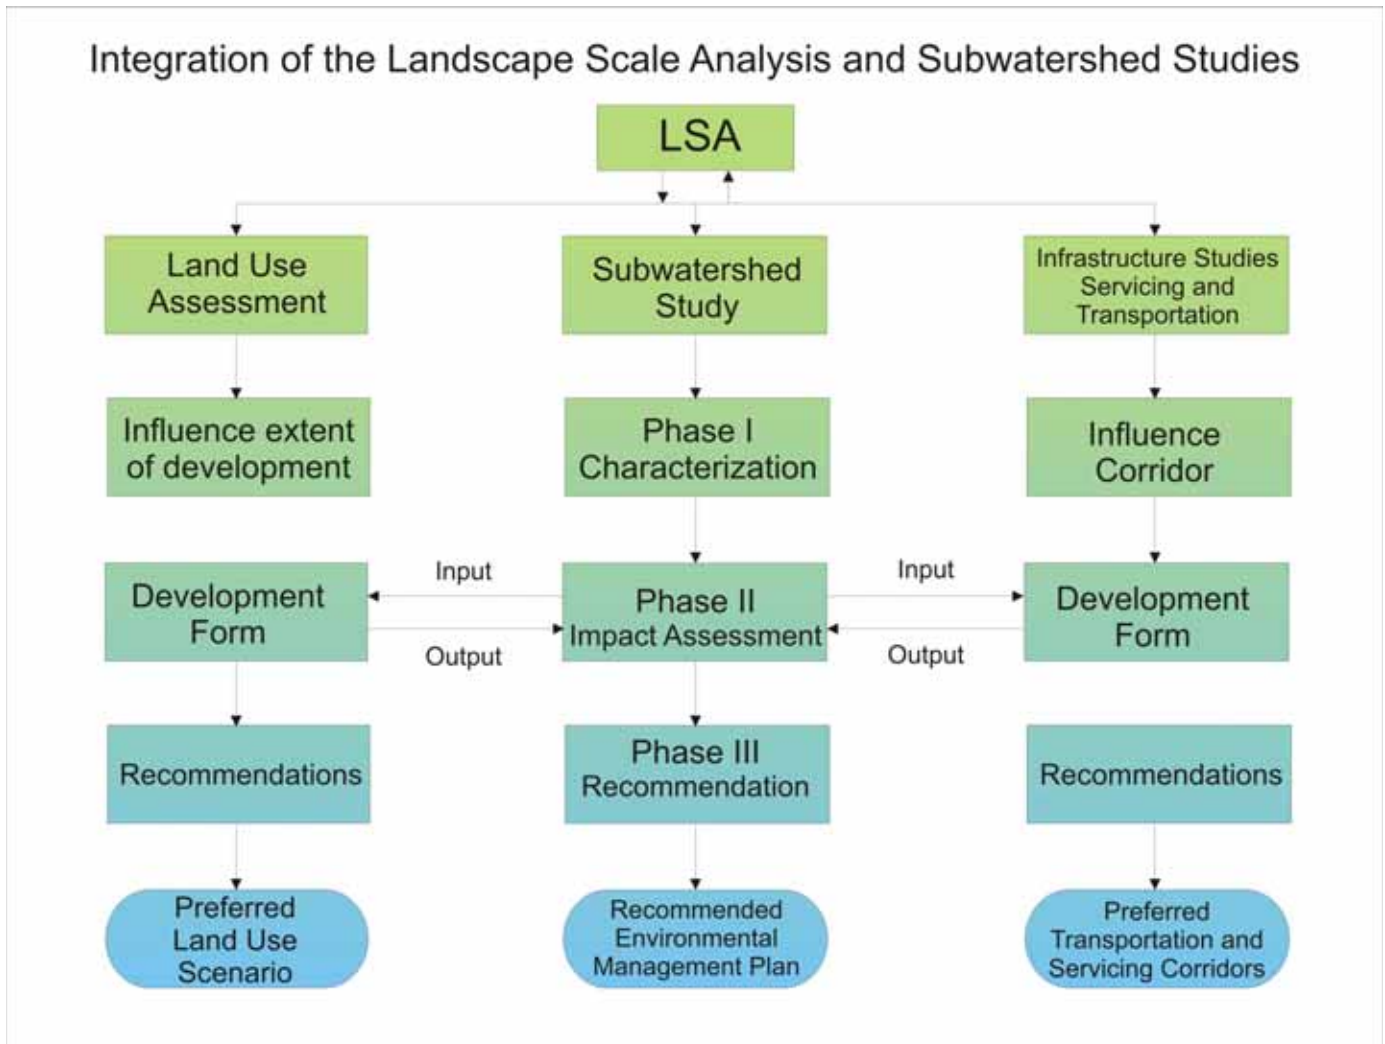 Integration of the Landscape Scale Analysis and Subwatershed Studies
LSA
Land Use
Assessment
Subwatershed
Study
Infrastructure Studies
Servicing and
Transportation
Influence extent
of development
Phase I
Characterization
Influence
Corridor
Development
Form
Input
Output
Phase II
Impact Assessment
Input
Output
Development
Form
Recommendations
Phase III
Recommendation
Recommendations
Preferred
Land Use
Scenario
Recommended
Environmental
Management Plan
Preferred
Transportation and
Servicing Corridors